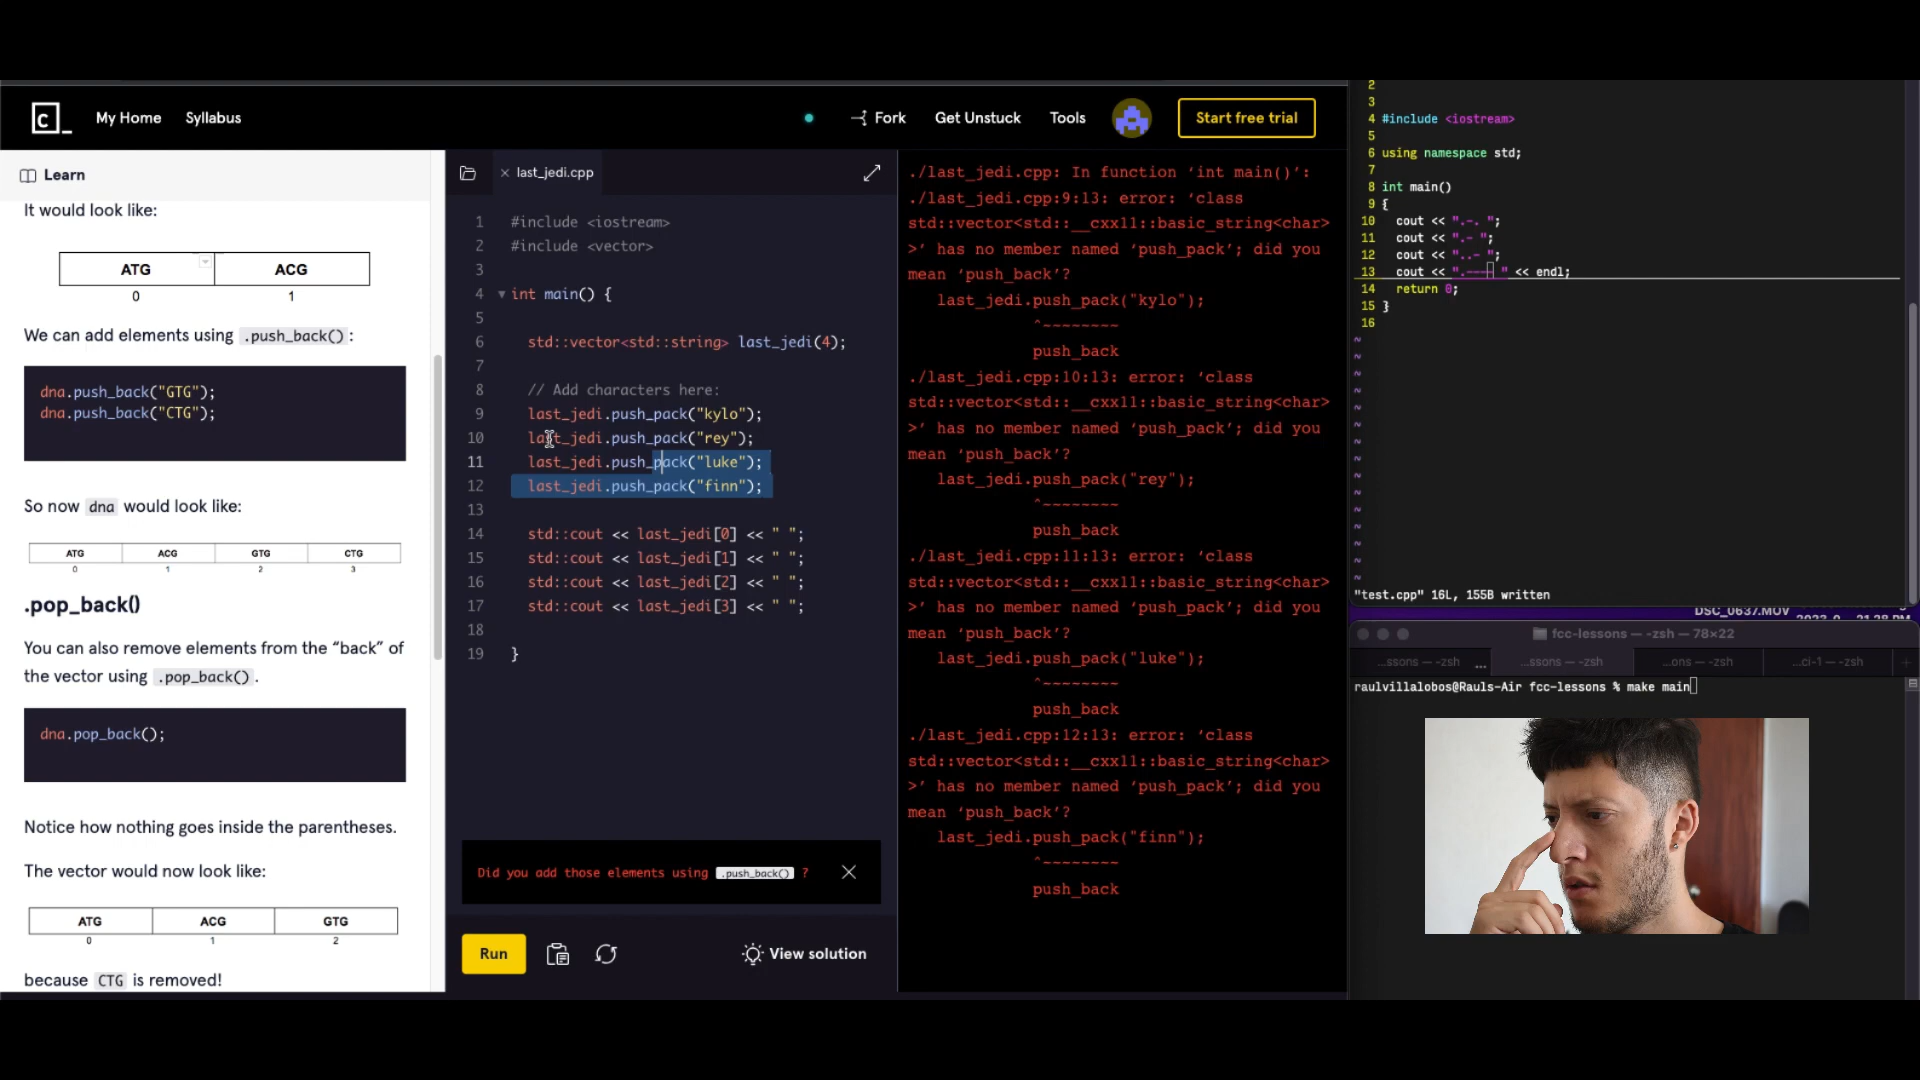 My Home Syllabus Fork Get Unstuck Tools Start free trial
Learn
It would look like:
ATG ACG
0 1
We can add elements using .push_back():
dna.push_back("GTG");
dna.push_back("CTG");
So now dna would look like:
ATG ACG GTG CTG
0 1 2 3
.pop_back()
You can also remove elements from the “back” of
the vector using .pop_back().
dna.pop_back();
Notice how nothing goes inside the parentheses.
The vector would now look like:
ATG ACG GTG
0 1 2
because CTG is removed!
last_jedi.cpp
1 #include <iostream>
2 #include <vector>
3
4 int main() {
5
6 std::vector<std::string> last_jedi(4);
7
8 // Add characters here:
9 last_jedi.push_pack("kylo");
10 last_jedi.push_pack("rey");
11 last_jedi.push_pack("luke");
12 last_jedi.push_pack("finn");
13
14 std::cout << last_jedi[0] << " ";
15 std::cout << last_jedi[1] << " ";
16 std::cout << last_jedi[2] << " ";
17 std::cout << last_jedi[3] << " ";
18
19 }
Did you add those elements using .push_back() ?
Run
View solution
./last_jedi.cpp: In function ‘int main()’:
./last_jedi.cpp:9:13: error: ‘class
std::vector<std::__cxx11::basic_string<char>
>’ has no member named ‘push_pack’; did you
mean ‘push_back’?
last_jedi.push_pack("kylo");
^~~~~~~~~
push_back
./last_jedi.cpp:10:13: error: ‘class
std::vector<std::__cxx11::basic_string<char>
>’ has no member named ‘push_pack’; did you
mean ‘push_back’?
last_jedi.push_pack("rey");
^~~~~~~~~
push_back
./last_jedi.cpp:11:13: error: ‘class
std::vector<std::__cxx11::basic_string<char>
>’ has no member named ‘push_pack’; did you
mean ‘push_back’?
last_jedi.push_pack("luke");
^~~~~~~~~
push_back
./last_jedi.cpp:12:13: error: ‘class
std::vector<std::__cxx11::basic_string<char>
>’ has no member named ‘push_pack’; did you
mean ‘push_back’?
last_jedi.push_pack("finn");
^~~~~~~~~
push_back
2
3
4 #include <iostream>
5
6 using namespace std;
7
8 int main()
9 {
10 cout << ".-. ";
11 cout << ".- ";
12 cout << "..- ";
13 cout << ".--- " << endl;
14 return 0;
15 }
16
"test.cpp" 16L, 155B written
DSC_0637.MOV
fcc-lessons — -zsh — 78×22
...ssons — -zsh ... ...ssons — -zsh ...ons — -zsh ...ci-1 — -zsh
raulvillalobos@Rauls-Air fcc-lessons % make main